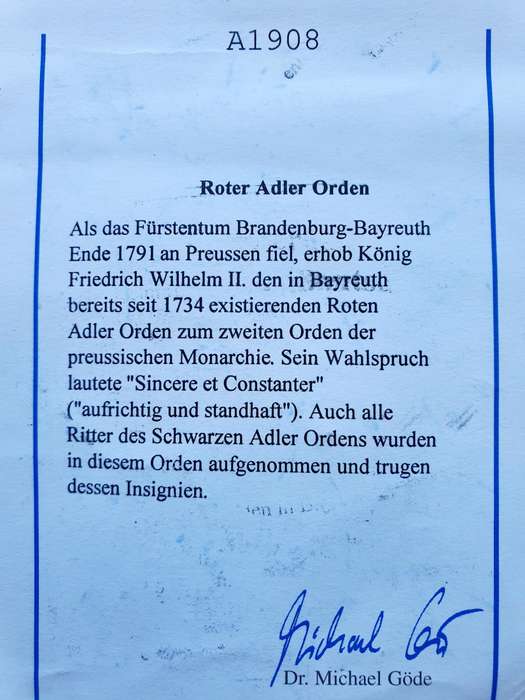 A1908
Roter Adler Orden
Als das Fürstentum Brandenburg-Bayreuth
Ende 1791 an Preussen fiel, erhob König
Friedrich Wilhelm II. den in Bayreuth
bereits seit 1734 existierenden Roten
Adler Orden zum zweiten Orden der
preussischen Monarchie. Sein Wahlspruch
lautete "Sincere et Constanter"
("aufrichtig und standhaft"). Auch alle
Ritter des Schwarzen Adler Ordens wurden
in diesem Orden aufgenommen und trugen
dessen Insignien.
Michael
Dr. Michael Göde